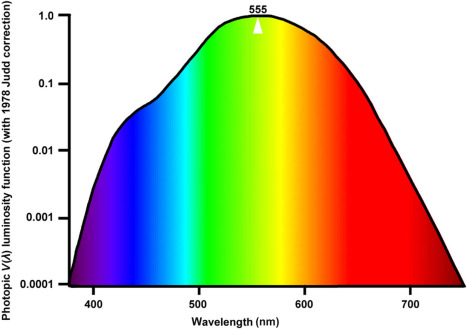 555
1.0
0.1
0.01
0.001
0.0001
Photopic V(λ) luminosity function (with 1978 Judd correction)
400 500 600 700
Wavelength (nm)